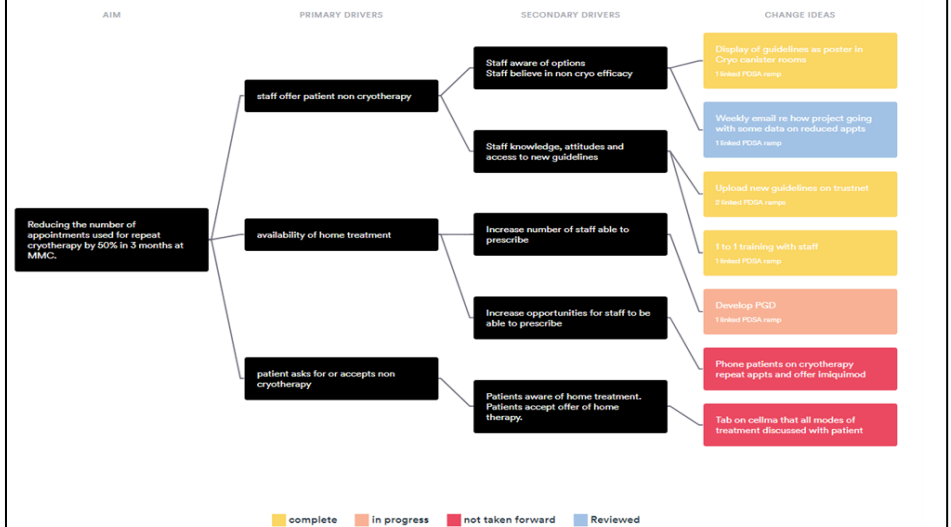 AIM
PRIMARY DRIVERS
SECONDARY DRIVERS
CHANGE IDEAS
Reducing the number of
appointments used for repeat
cryotherapy by 50% in 3 months at
MMC.
staff offer patient non cryotherapy
availability of home treatment
patient asks for or accepts non
cryotherapy
Staff aware of options
Staff believe in non cryo efficacy
Staff knowledge, attitudes and
access to new guidelines
Increase number of staff able to
prescribe
Increase opportunities for staff to be
able to prescribe
Patients aware of home treatment.
Patients accept offer of home
therapy.
Display of guidelines as poster in
Cryo canister rooms
1 linked PDSA ramp
Weekly email re how project going
with some data on reduced appts
1 linked PDSA ramp
Upload new guidelines on trustnet
2 linked PDSA ramps
1 to 1 training with staff
1 linked PDSA ramp
Develop PGD
1 linked PDSA ramp
Phone patients on cryotherapy
repeat appts and offer imiquimod
Tab on cellma that all modes of
treatment discussed with patient
complete
in progress
not taken forward
Reviewed